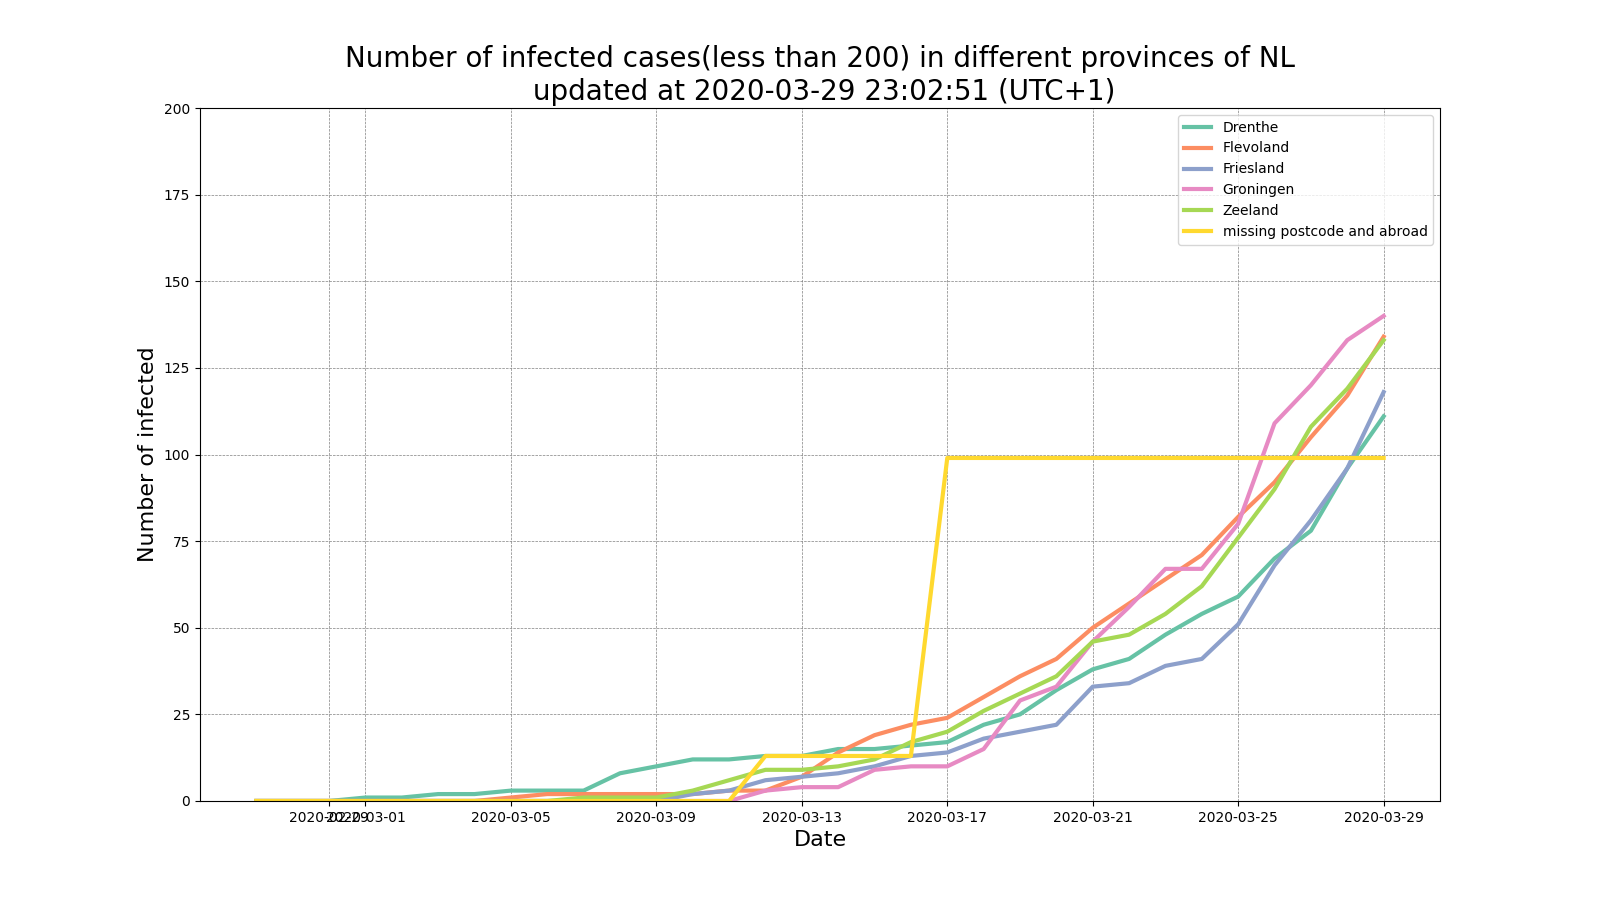 Number of infected cases(less than 200) in different provinces of NL
updated at 2020-03-29 23:02:51 (UTC+1)
200
175
150
125
100
75
50
25
0
Number of infected
Drenthe
Flevoland
Friesland
Groningen
Zeeland
missing postcode and abroad
2020-02-29
2020-03-01
2020-03-05
2020-03-09
2020-03-13
2020-03-17
2020-03-21
2020-03-25
2020-03-29
Date